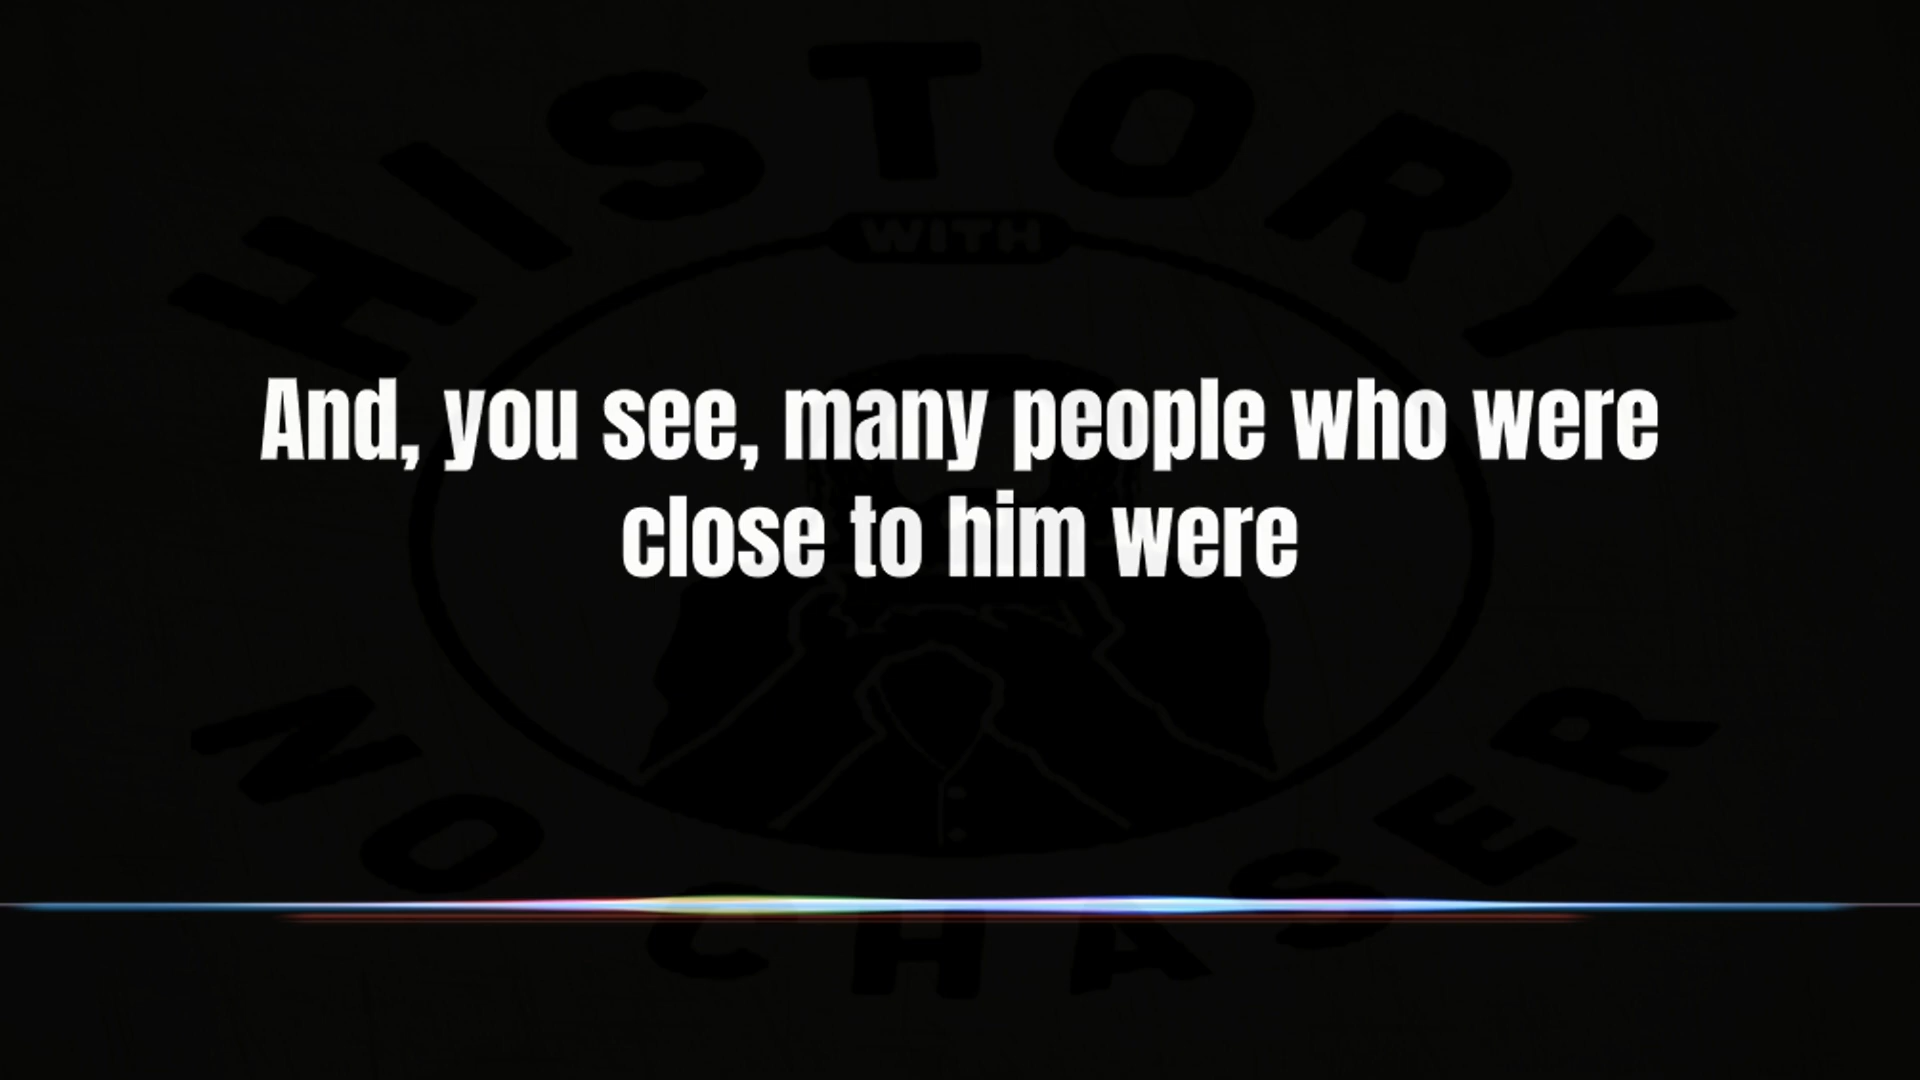 HISTORY
WITH
And, you see, many people who were
close to him were
NO CHASER